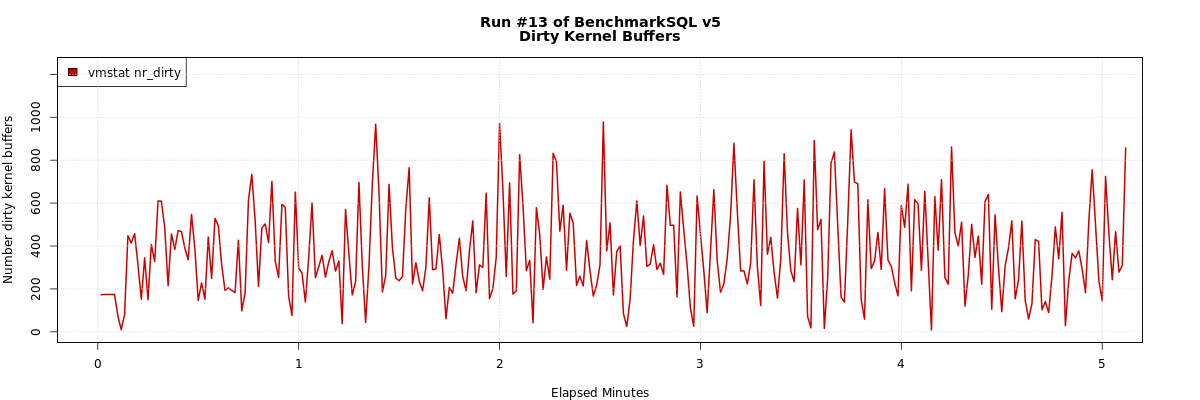 Run #13 of BenchmarkSQL v5
Dirty Kernel Buffers
vmstat nr_dirty
Number dirty kernel buffers
1000
800
600
400
200
0
0 1 2 3 4 5
Elapsed Minutes